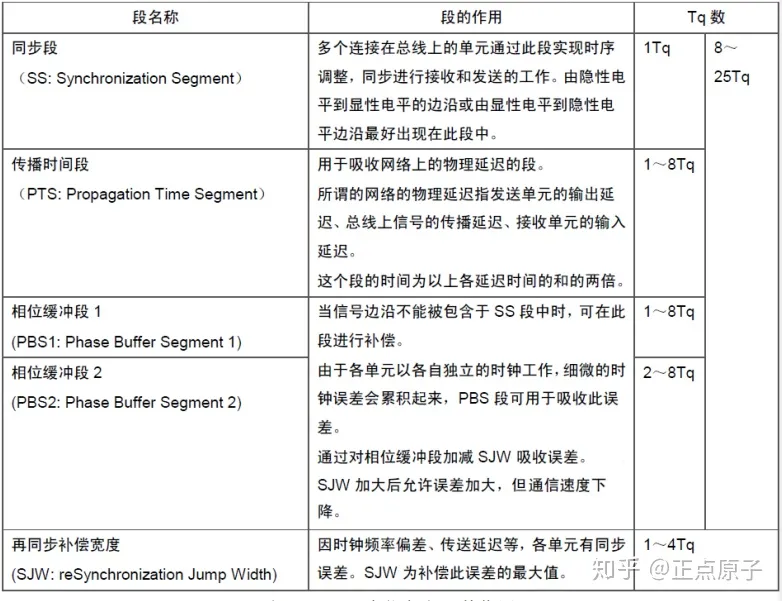 段名称
段的作用
Tq 数
同步段
（SS: Synchronization Segment）
多个连接在总线上的单元通过此段实现时序
调整，同步进行接收和发送的工作。由隐性电
平到显性电平的边沿或由显性电平到隐性电
平边沿最好出现在此段中。
1Tq
8～
25Tq
传播时间段
（PTS: Propagation Time Segment）
用于吸收网络上的物理延迟的段。
所谓的网络的物理延迟指发送单元的输出延
迟、总线上信号的传播延迟、接收单元的输入
延迟。
这个段的时间为以上各延迟时间的和的两倍。
1～8Tq
相位缓冲段 1
(PBS1: Phase Buffer Segment 1)
当信号边沿不能被包含于 SS 段中时，可在此
段进行补偿。
1～8Tq
相位缓冲段 2
(PBS2: Phase Buffer Segment 2)
由于各单元以各自独立的时钟工作，细微的时
钟误差会累积起来，PBS 段可用于吸收此误
差。
通过对相位缓冲段加减 SJW 吸收误差。
SJW 加大后允许误差加大，但通信速度下
降。
2～8Tq
再同步补偿宽度
(SJW: reSynchronization Jump Width)
因时钟频率偏差、传送延迟等，各单元有同步
误差。SJW 为补偿此误差的最大值。
1～4Tq
知乎 @正点原子